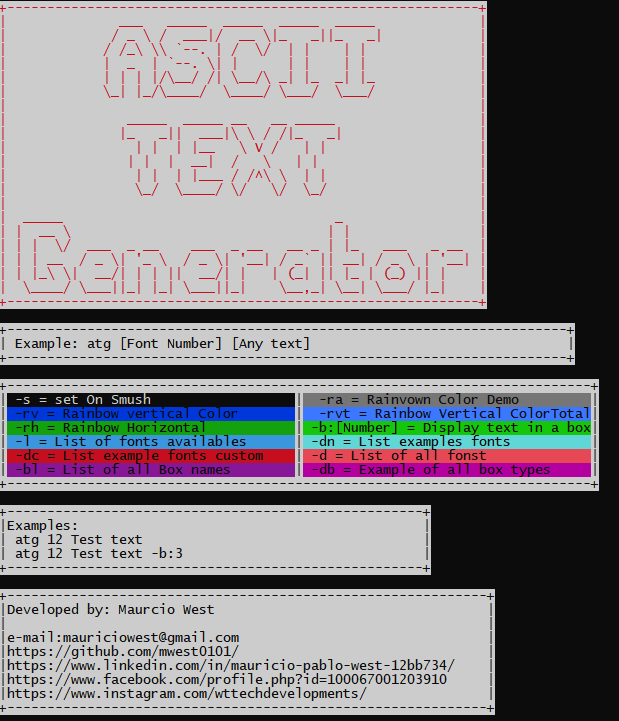 ASCII
TEXT
Generator
Example: atg [Font Number] [Any text]
-s = set On Smush
-ra = Rainvown Color Demo
-rv = Rainbow vertical Color
-rvt = Rainbow Vertical ColorTotal
-rh = Rainbow Horizontal
-b:[Number] = Display text in a box
-l = List of fonts availables
-dn = List examples fonts
-dc = List example fonts custom
-d = List of all fonst
-bl = List of all Box names
-db = Example of all box types
Examples:
atg 12 Test text
atg 12 Test text -b:3
Developed by: Maurcio West
e-mail:mauriciowest@gmail.com
https://github.com/mwest0101/
https://www.linkedin.com/in/mauricio-pablo-west-12bb734/
https://www.facebook.com/profile.php?id=100067001203910
https://www.instagram.com/wttechdevelopments/